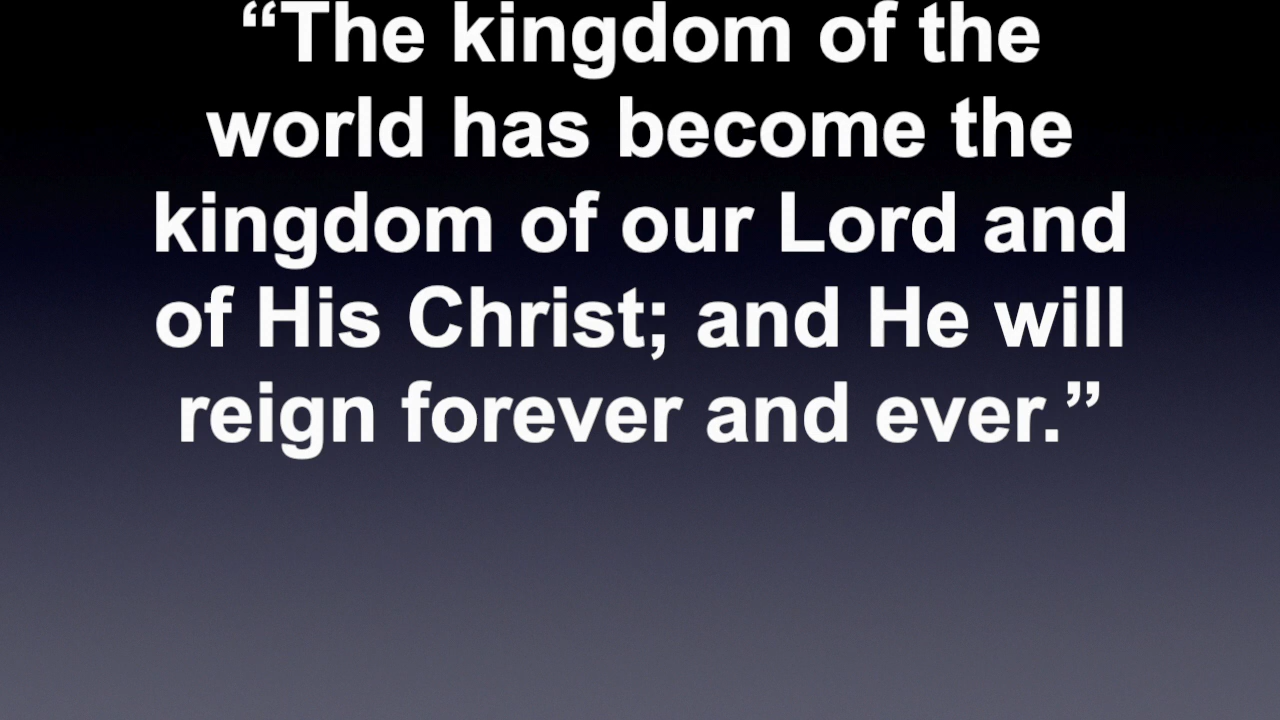 “The kingdom of the
world has become the
kingdom of our Lord and
of His Christ; and He will
reign forever and ever.”